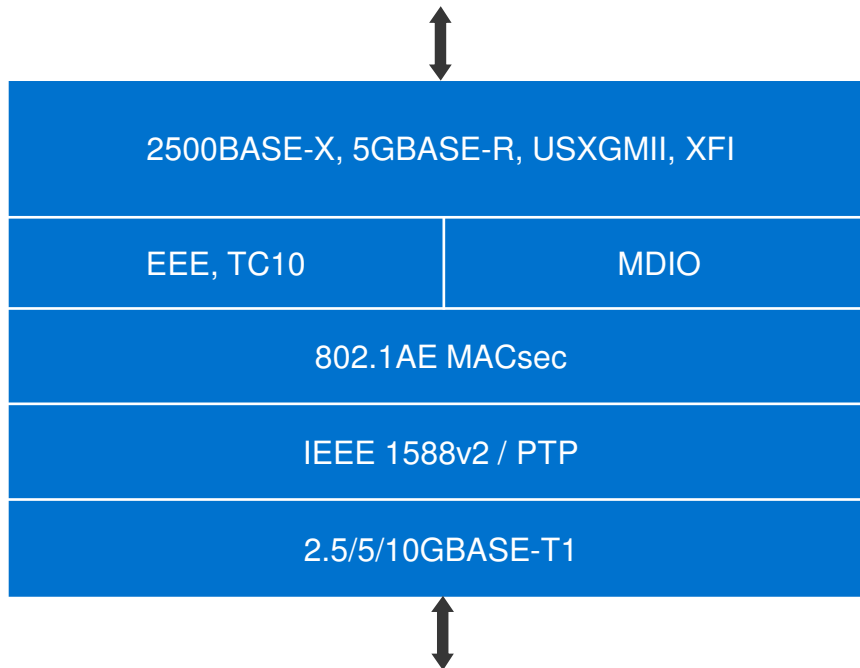 2500BASE-X, 5GBASE-R, USXGMII, XFI
EEE, TC10
MDIO
802.1AE MACsec
IEEE 1588v2 / PTP
2.5/5/10GBASE-T1